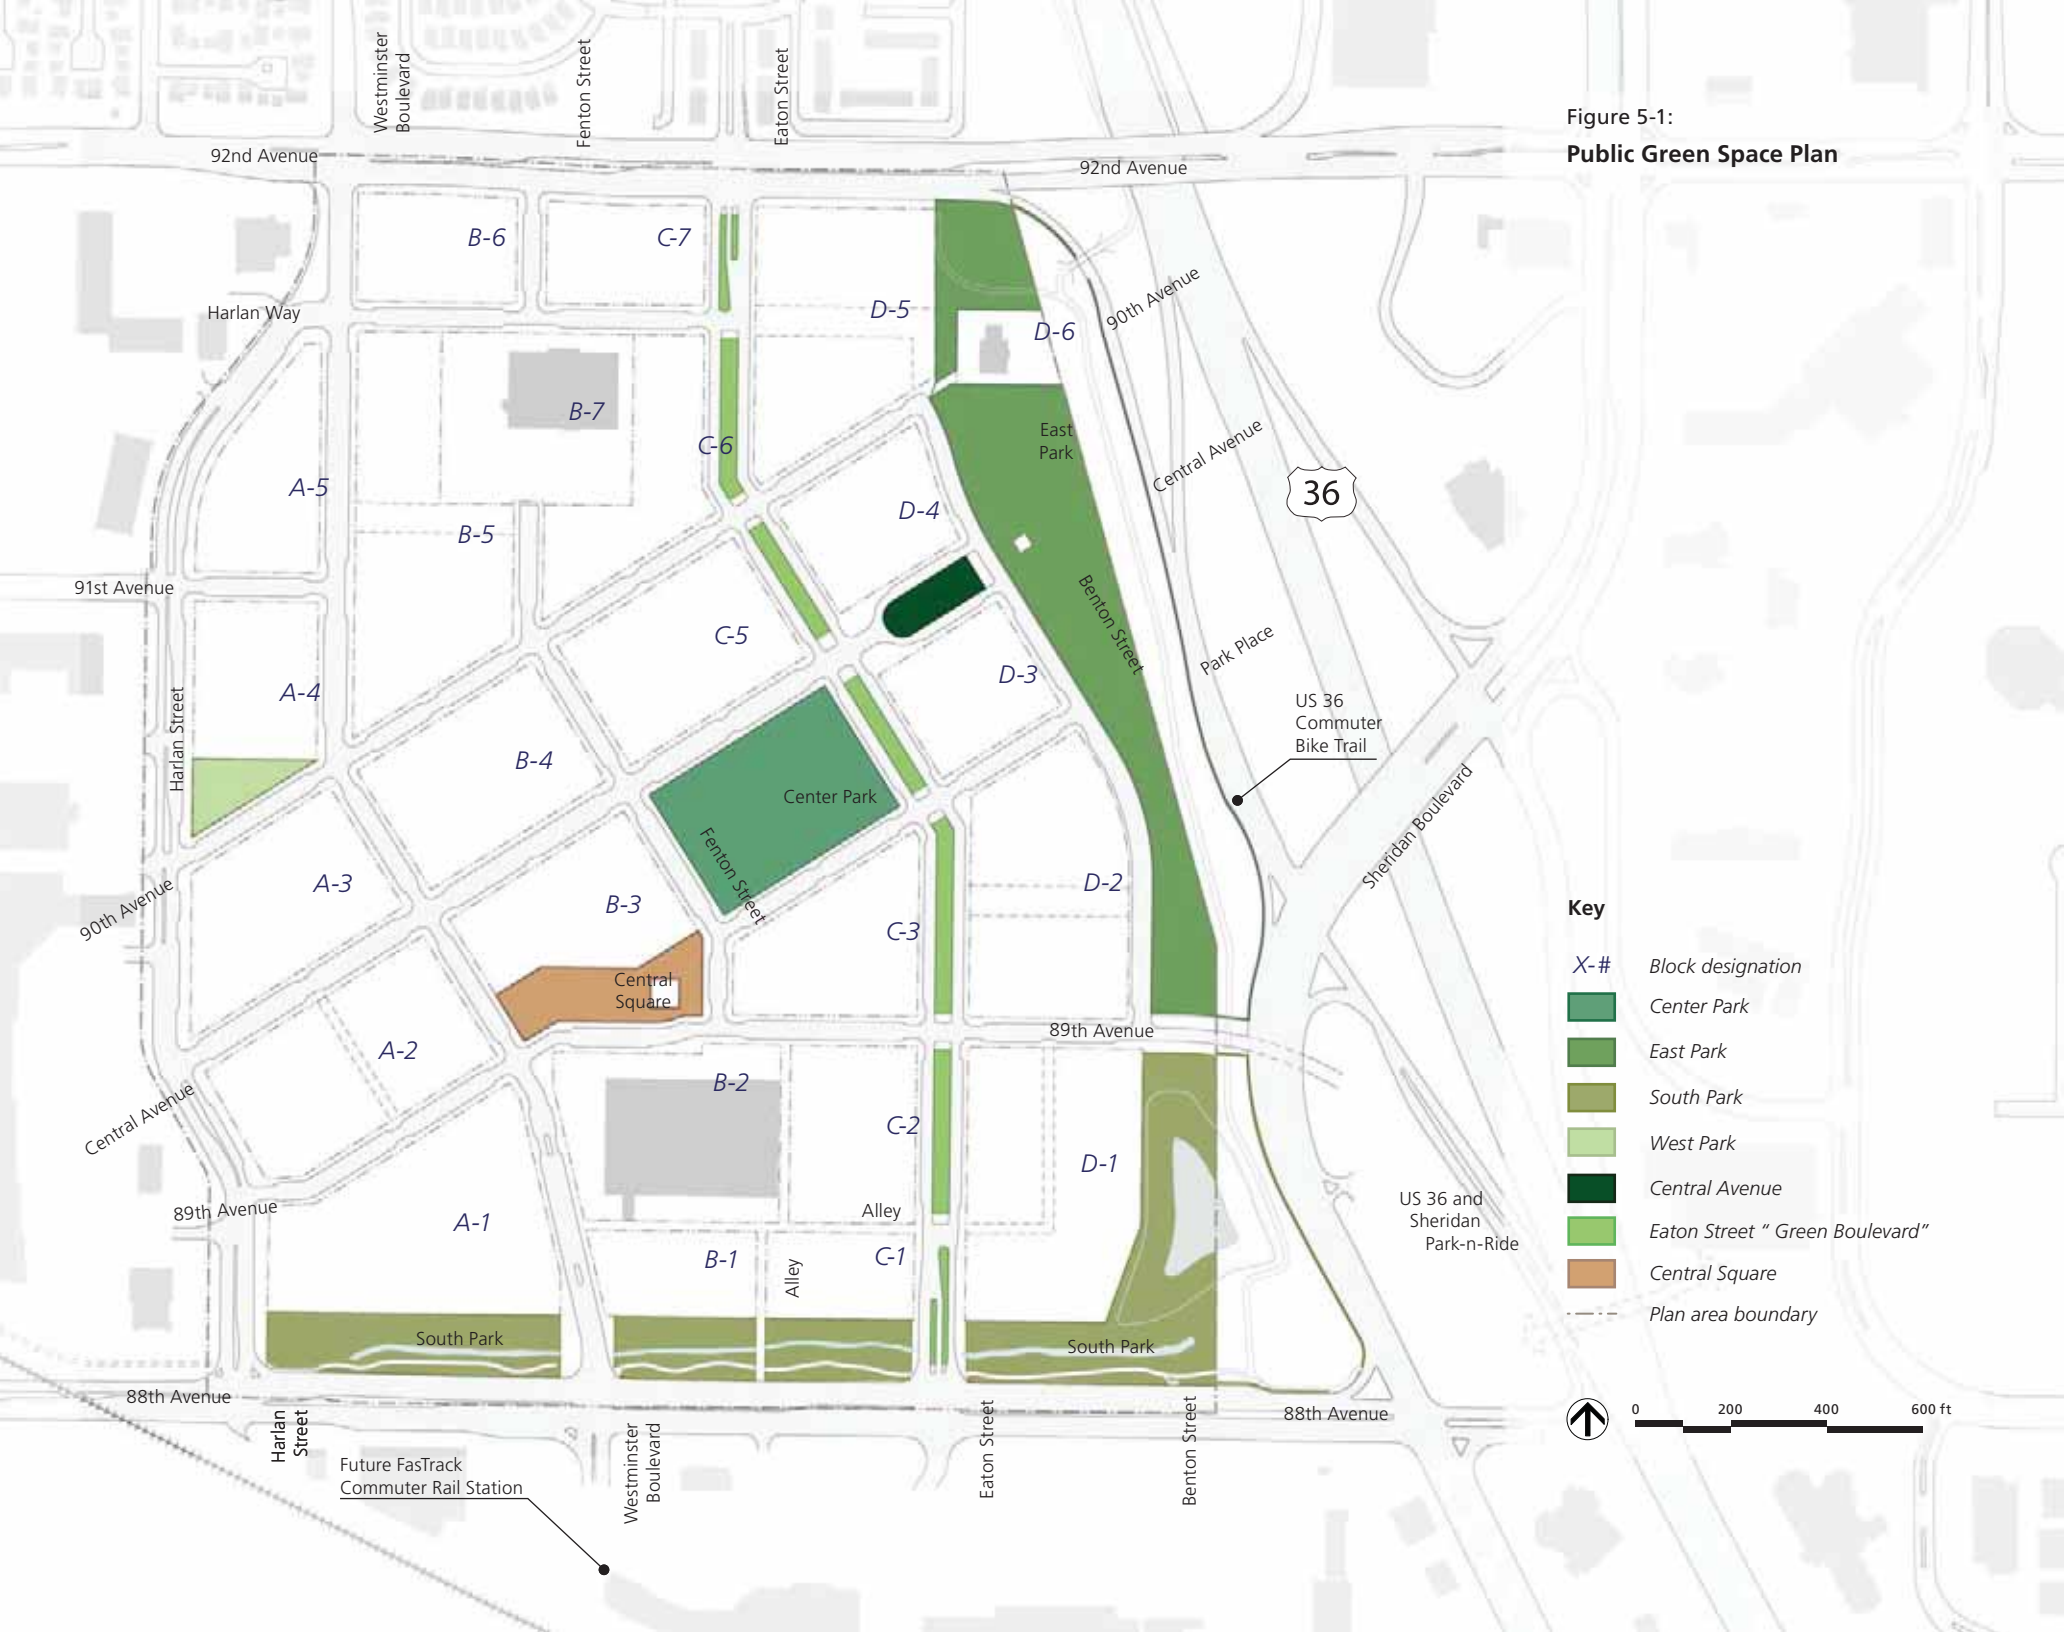 Figure 5-1:
Public Green Space Plan
Westminster
Boulevard
Fenton Street
Eaton Street
92nd Avenue
92nd Avenue
B-6
C-7
D-5
D-6
90th Avenue
Harlan Way
B-7
C-6
East
Park
Central Avenue
36
A-5
B-5
D-4
91st Avenue
Benton Street
C-5
D-3
Park Place
A-4
Harlan Street
US 36
Commuter
Bike Trail
B-4
Center Park
Fenton Street
Sheridan Boulevard
A-3
90th Avenue
B-3
C-3
D-2
Central
Square
89th Avenue
A-2
B-2
C-2
D-1
Central Avenue
89th Avenue
A-1
Alley
B-1
Alley
C-1
US 36 and
Sheridan
Park-n-Ride
South Park
South Park
88th Avenue
88th Avenue
Harlan
Street
Westminster
Boulevard
Eaton Street
Benton Street
Future FasTrack
Commuter Rail Station
Key
X-# Block designation
Center Park
East Park
South Park
West Park
Central Avenue
Eaton Street “ Green Boulevard”
Central Square
Plan area boundary
0 200 400 600 ft